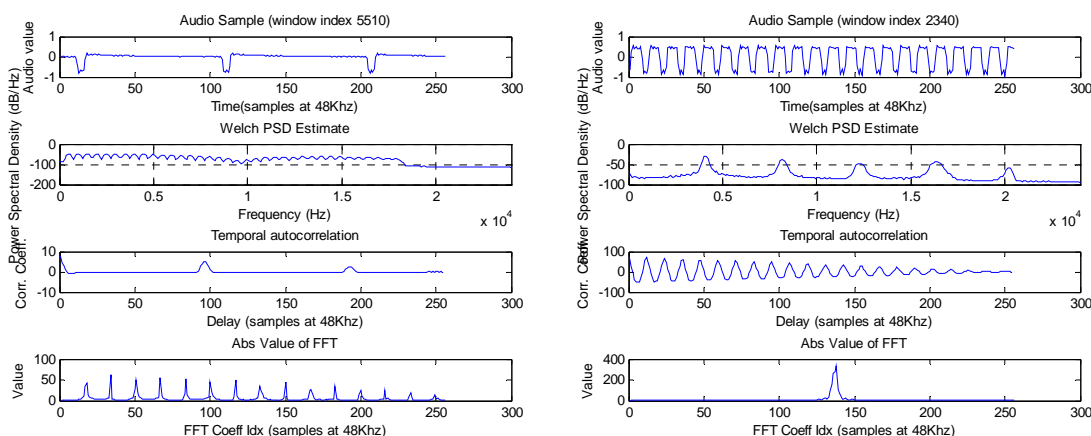 Audio Sample (window index 5510)
Audio value
1
0
-1
0 50 100 150 200 250 300
Time(samples at 48Khz)
Welch PSD Estimate
Power Spectral Density (dB/Hz)
0
-100
-200
0 0.5 1 1.5 2
x 10^4
Frequency (Hz)
Temporal autocorrelation
Corr. Coeff.
10
0
-10
0 50 100 150 200 250 300
Delay (samples at 48Khz)
Abs Value of FFT
Value
100
50
0
0 50 100 150 200 250 300
FFT Coeff Idx (samples at 48Khz)
Audio Sample (window index 2340)
Audio value
1
0
-1
0 50 100 150 200 250 300
Time(samples at 48Khz)
Welch PSD Estimate
Power Spectral Density (dB/Hz)
0
-50
-100
0 0.5 1 1.5 2
x 10^4
Frequency (Hz)
Temporal autocorrelation
Corr. Coeff.
100
0
-100
0 50 100 150 200 250 300
Delay (samples at 48Khz)
Abs Value of FFT
Value
400
200
0
0 50 100 150 200 250 300
FFT Coeff Idx (samples at 48Khz)